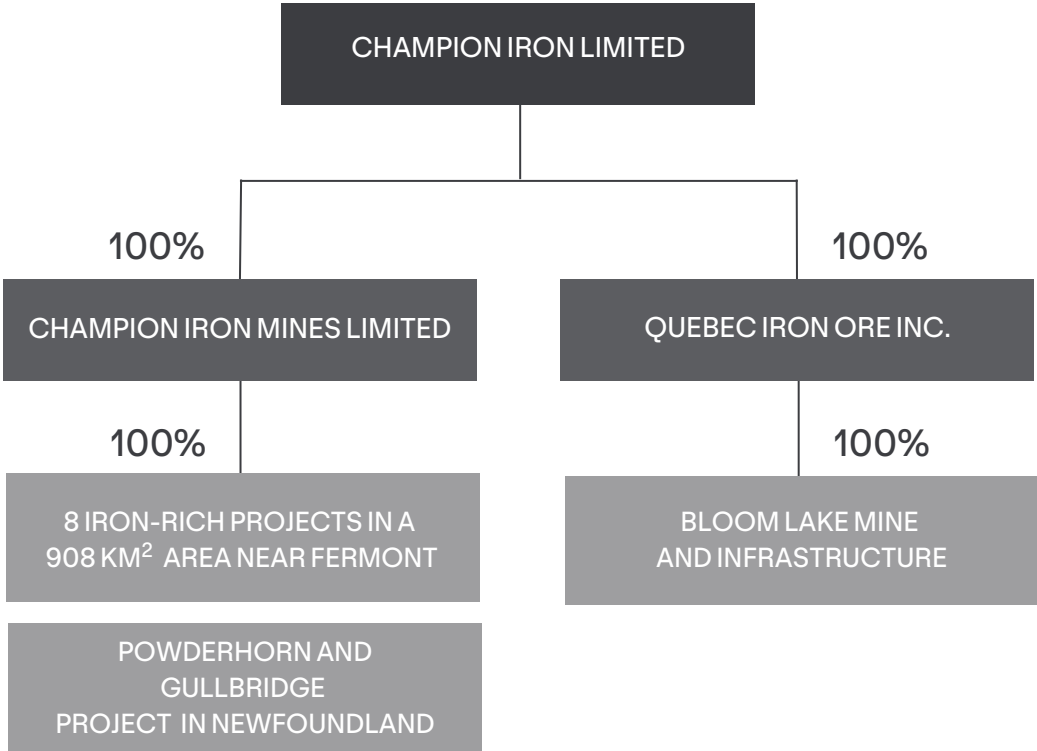 CHAMPION IRON LIMITED
100%
100%
CHAMPION IRON MINES LIMITED
QUEBEC IRON ORE INC.
100%
100%
8 IRON-RICH PROJECTS IN A
908 KM² AREA NEAR FERMONT
BLOOM LAKE MINE
AND INFRASTRUCTURE
POWDERHORN AND
GULLBRIDGE
PROJECT IN NEWFOUNDLAND